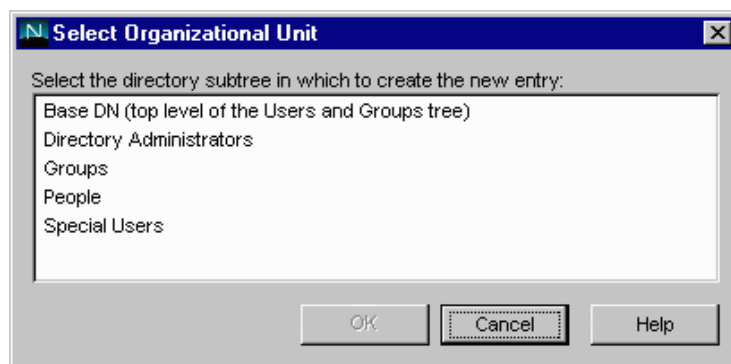 N Select Organizational Unit
Select the directory subtree in which to create the new entry:
Base DN (top level of the Users and Groups tree)
Directory Administrators
Groups
People
Special Users
OK Cancel Help